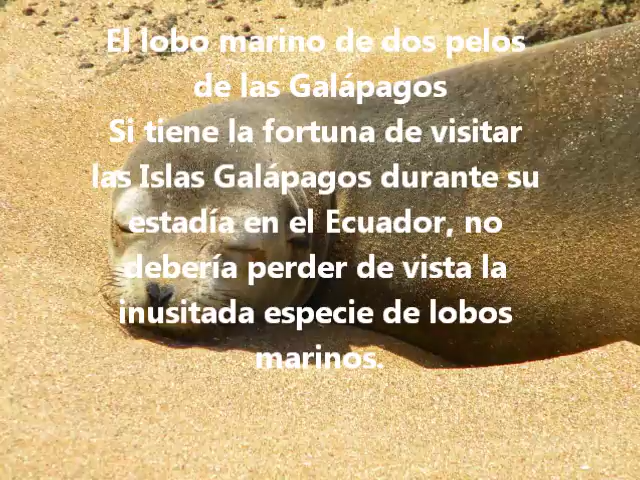 El lobo marino de dos pelos
de las Galápagos
Si tiene la fortuna de visitar
las Islas Galápagos durante su
estadía en el Ecuador, no
debería perder de vista la
inusitada especie de lobos
marinos.